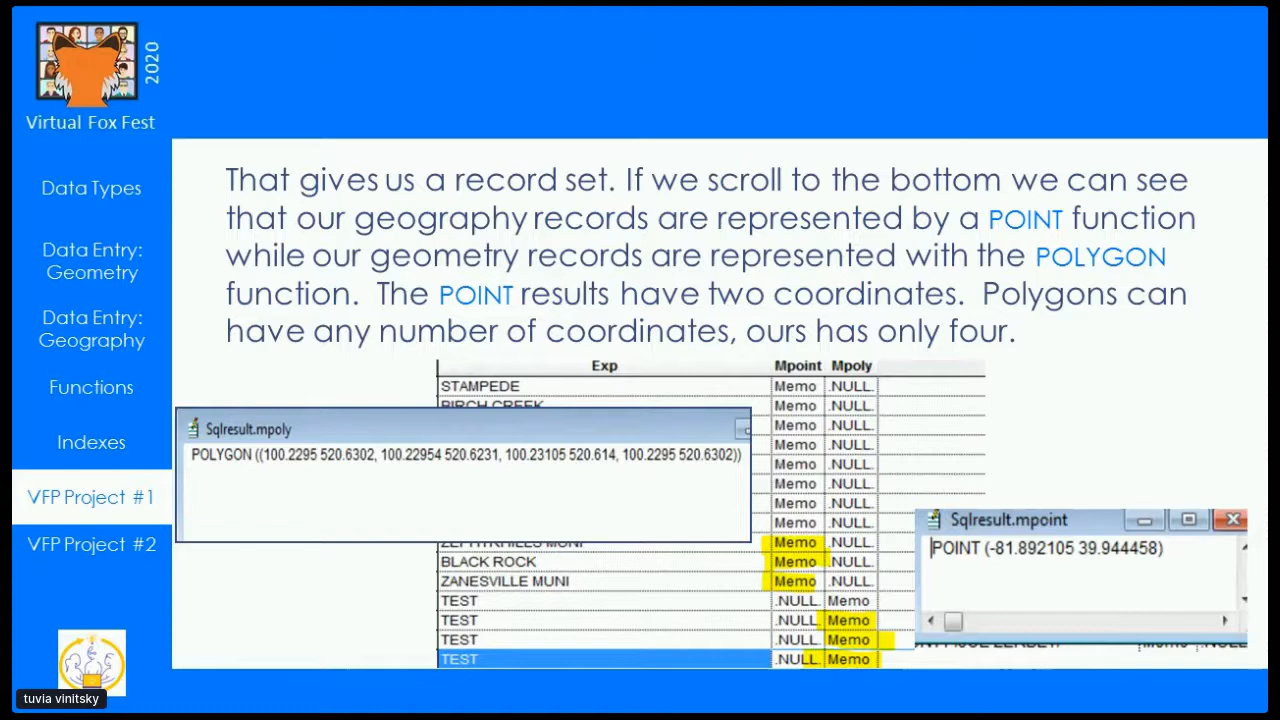 2020
Virtual Fox Fest
Data Types
Data Entry:
Geometry
Data Entry:
Geography
Functions
Indexes
VFP Project #1
VFP Project #2
tuvia vinitsky
That gives us a record set. If we scroll to the bottom we can see
that our geography records are represented by a POINT function
while our geometry records are represented with the POLYGON
function. The POINT results have two coordinates. Polygons can
have any number of coordinates, ours has only four.
Exp Mpoint Mpoly
STAMPEDE Memo .NULL.
BIRCH CREEK Memo .NULL.
Memo .NULL.
Memo .NULL.
Memo .NULL.
Memo .NULL.
Memo .NULL.
Memo .NULL.
ZEPHYRHILLS MUNI Memo .NULL.
BLACK ROCK Memo .NULL.
ZANESVILLE MUNI Memo .NULL.
TEST .NULL. Memo
TEST .NULL. Memo
TEST .NULL. Memo
TEST .NULL. Memo
Sqlresult.mpoly
POLYGON ((100.2295 520.6302, 100.22954 520.6231, 100.23105 520.614, 100.2295 520.6302))
Sqlresult.mpoint
POINT (-81.892105 39.944458)